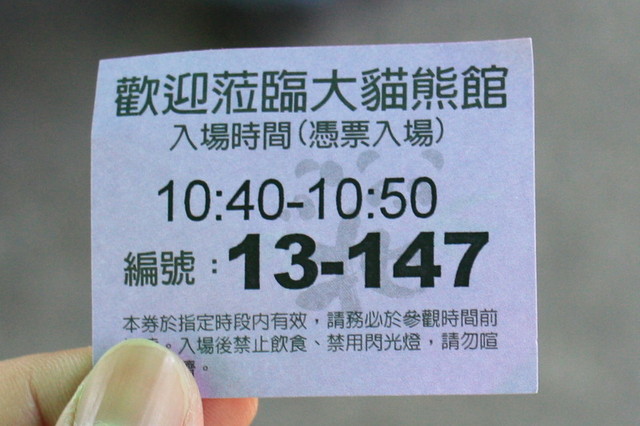 歡迎蒞臨大貓熊館
入場時間(憑票入場)
10:40-10:50
編號：13-147
本券於指定時段內有效，請務必於參觀時間前
。入場後禁止飲食、禁用閃光燈，請勿喧
。